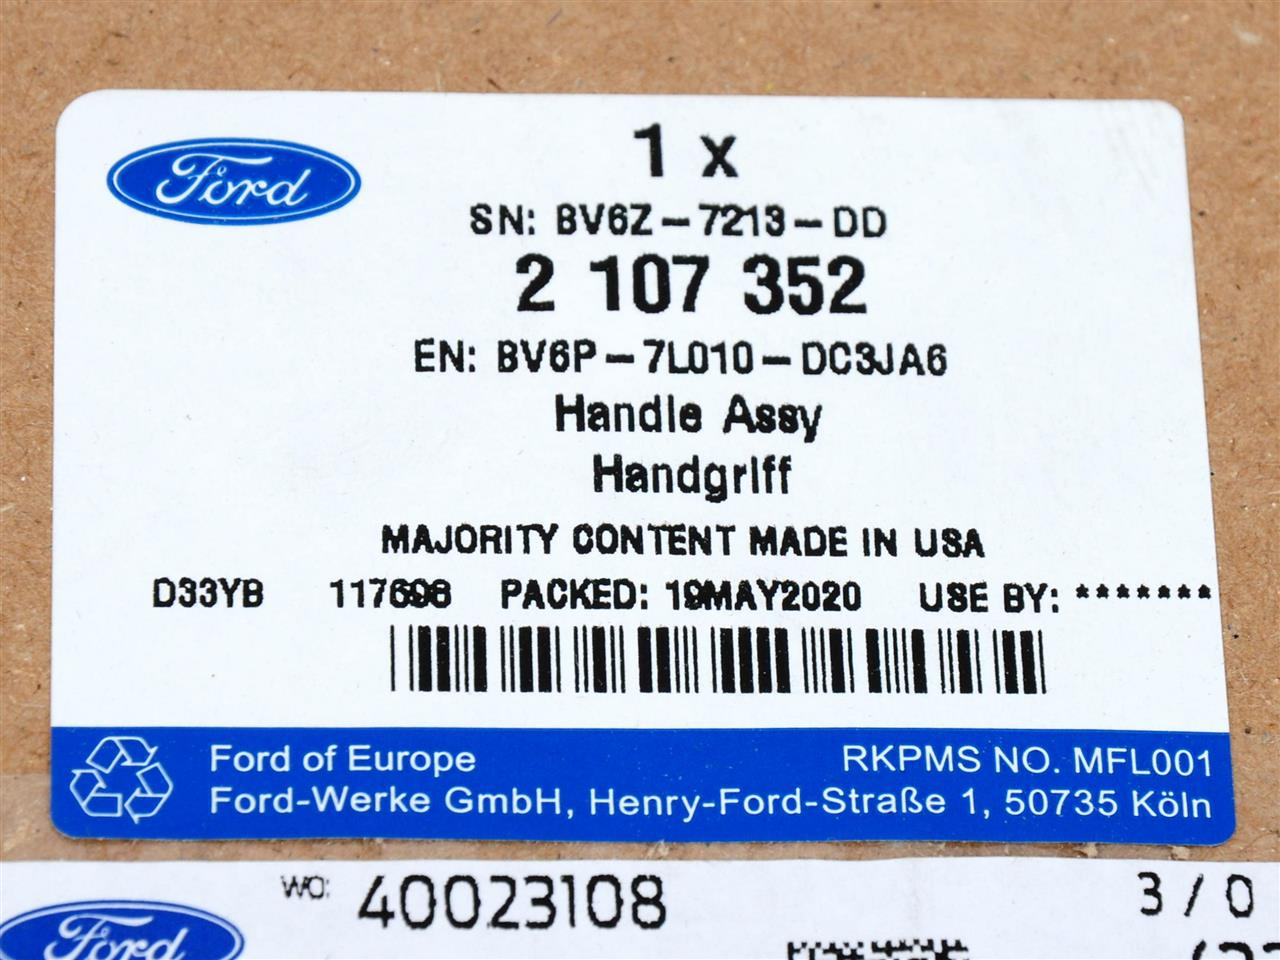 Ford
1 x
SN: BV6Z-7213-DD
2 107 352
EN: BV6P-7L010-DC3JA6
Handle Assy
Handgriff
MAJORITY CONTENT MADE IN USA
D33YB PACKED: 19MAY2020 USE BY: *******
Ford of Europe RKPMS NO. MFL001
Ford-Werke GmbH, Henry-Ford-Straße 1, 50735 Köln
WO: 40023108 3 / 0
Ford